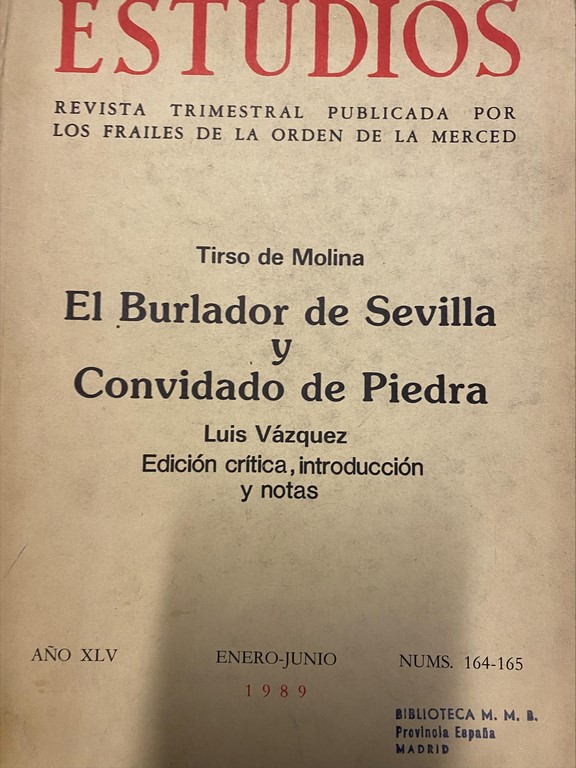 ESTUDIOS
REVISTA TRIMESTRAL PUBLICADA POR
LOS FRAILES DE LA ORDEN DE LA MERCED
Tirso de Molina
El Burlador de Sevilla
y
Convidado de Piedra
Luis Vázquez
Edición crítica, introducción
y notas
AÑO XLV ENERO-JUNIO NUMS. 164-165
1989
BIBLIOTECA M. M. B.
Provincia España
MADRID